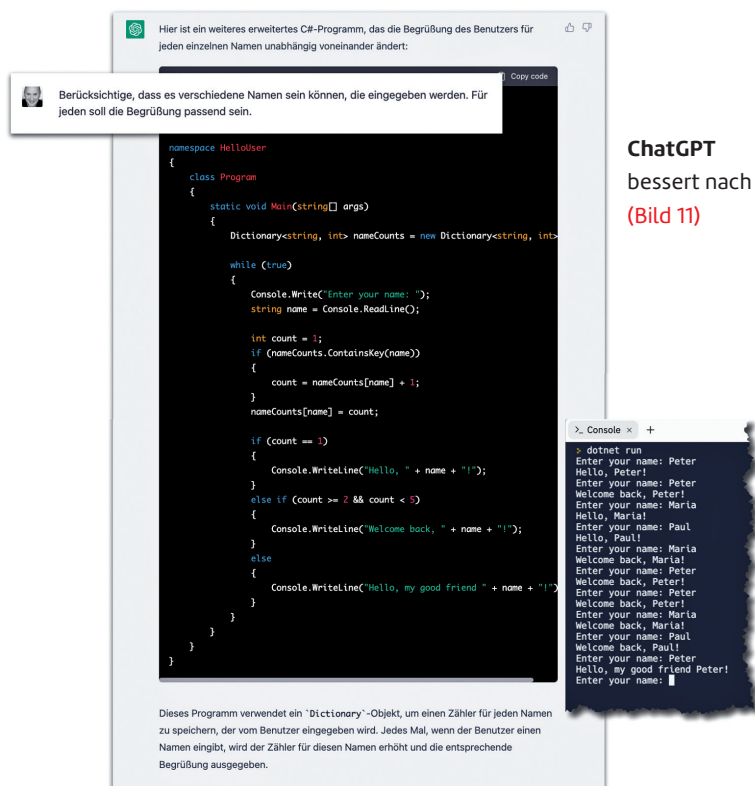 Hier ist ein weiteres erweitertes C#-Programm, das die Begrüßung des Benutzers für
jeden einzelnen Namen unabhängig voneinander ändert:
Copy code
Berücksichtige, dass es verschiedene Namen sein können, die eingegeben werden. Für
jeden soll die Begrüßung passend sein.
namespace HelloUser
{
class Program
{
static void Main(string[] args)
{
Dictionary<string, int> nameCounts = new Dictionary<string, int>
while (true)
{
Console.Write("Enter your name: ");
string name = Console.ReadLine();
int count = 1;
if (nameCounts.ContainsKey(name))
{
count = nameCounts[name] + 1;
}
nameCounts[name] = count;
if (count == 1)
{
Console.WriteLine("Hello, " + name + "!");
}
else if (count >= 2 && count < 5)
{
Console.WriteLine("Welcome back, " + name + "!");
}
else
{
Console.WriteLine("Hello, my good friend " + name + "!")
}
}
}
}
}
Dieses Programm verwendet ein `Dictionary`-Objekt, um einen Zähler für jeden Namen
zu speichern, der vom Benutzer eingegeben wird. Jedes Mal, wenn der Benutzer einen
Namen eingibt, wird der Zähler für diesen Namen erhöht und die entsprechende
Begrüßung ausgegeben.
ChatGPT
bessert nach
(Bild 11)
>_ Console × +
> dotnet run
Enter your name: Peter
Hello, Peter!
Enter your name: Peter
Welcome back, Peter!
Enter your name: Maria
Hello, Maria!
Enter your name: Paul
Hello, Paul!
Enter your name: Maria
Welcome back, Maria!
Enter your name: Peter
Welcome back, Peter!
Enter your name: Peter
Welcome back, Peter!
Enter your name: Maria
Welcome back, Maria!
Enter your name: Paul
Welcome back, Paul!
Enter your name: Peter
Hello, my good friend Peter!
Enter your name: